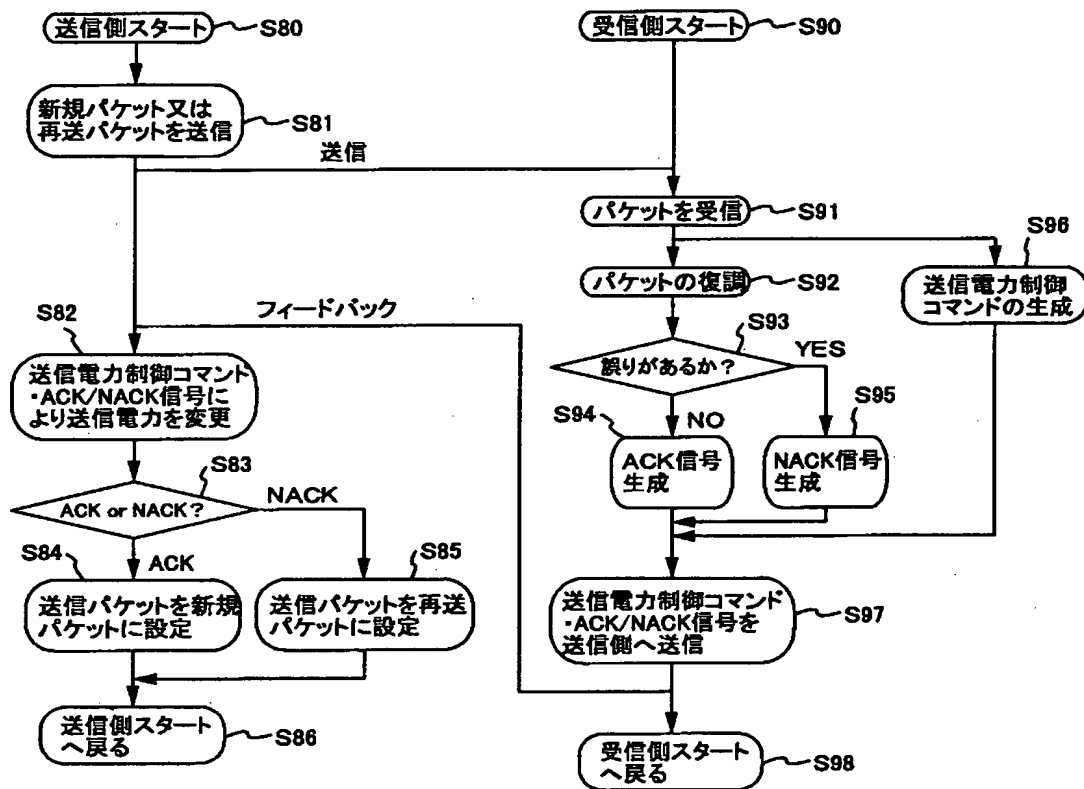 送信側スタート
S80
新規パケット又は
再送パケットを送信
S81
送信
フィードバック
S82
送信電力制御コマンド
・ACK/NACK信号に
より送信電力を変更
S83
ACK or NACK?
NACK
ACK
S84
送信パケットを新規
パケットに設定
S85
送信パケットを再送
パケットに設定
送信側スタート
へ戻る
S86
受信側スタート
S90
パケットを受信
S91
パケットの復調
S92
S96
送信電力制御
コマンドの生成
S93
誤りがあるか?
YES
NO
S94
ACK信号
生成
S95
NACK信号
生成
送信電力制御コマンド
・ACK/NACK信号を
送信側へ送信
S97
受信側スタート
へ戻る
S98